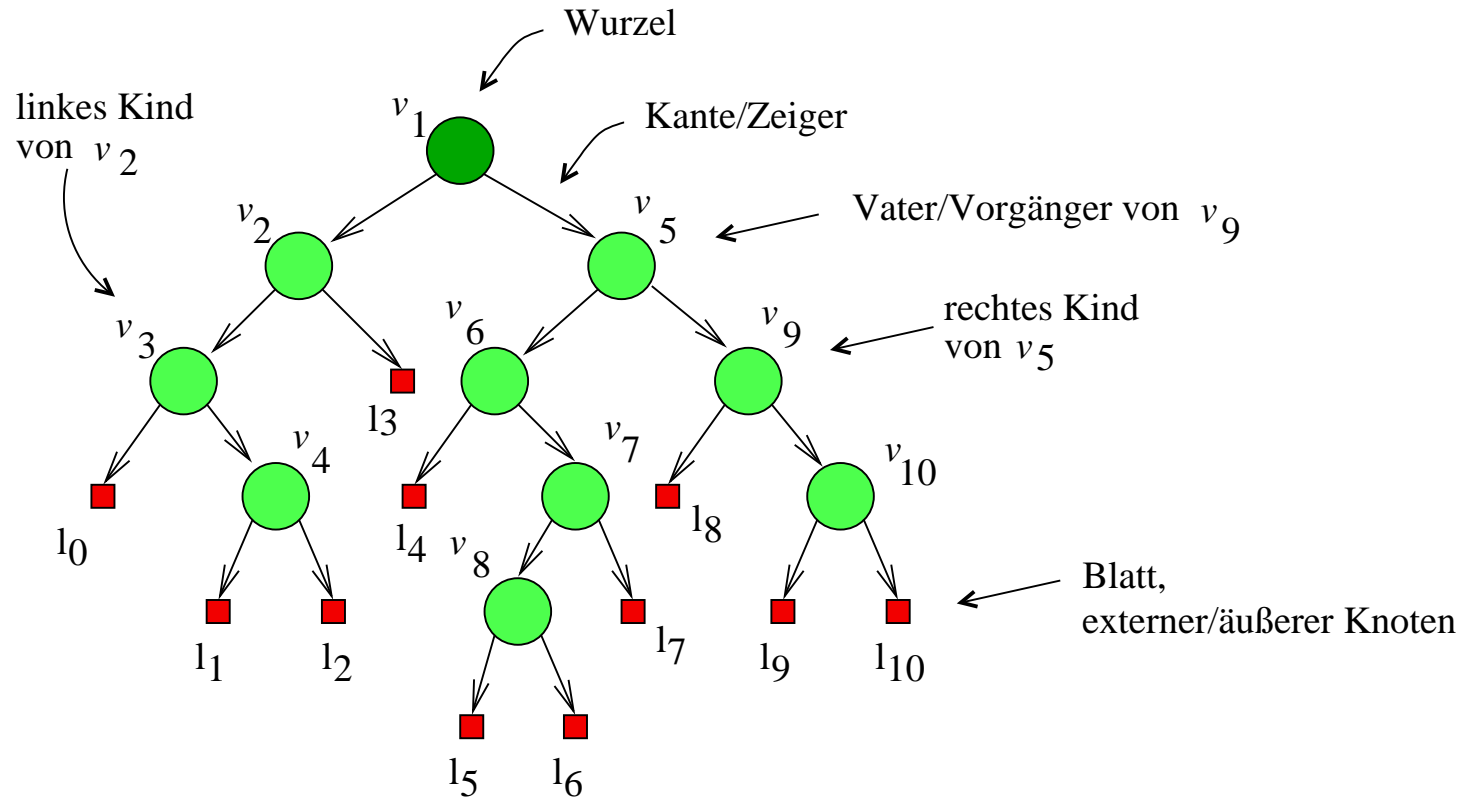 Wurzel
linkes Kind
von v2
v1
Kante/Zeiger
v2
v5
Vater/Vorgänger von v9
v3
v6
v9
rechtes Kind
von v5
l3
v4
v7
v10
l0
l4
v8
l8
Blatt,
externer/äußerer Knoten
l1
l2
l7
l9
l10
l5
l6